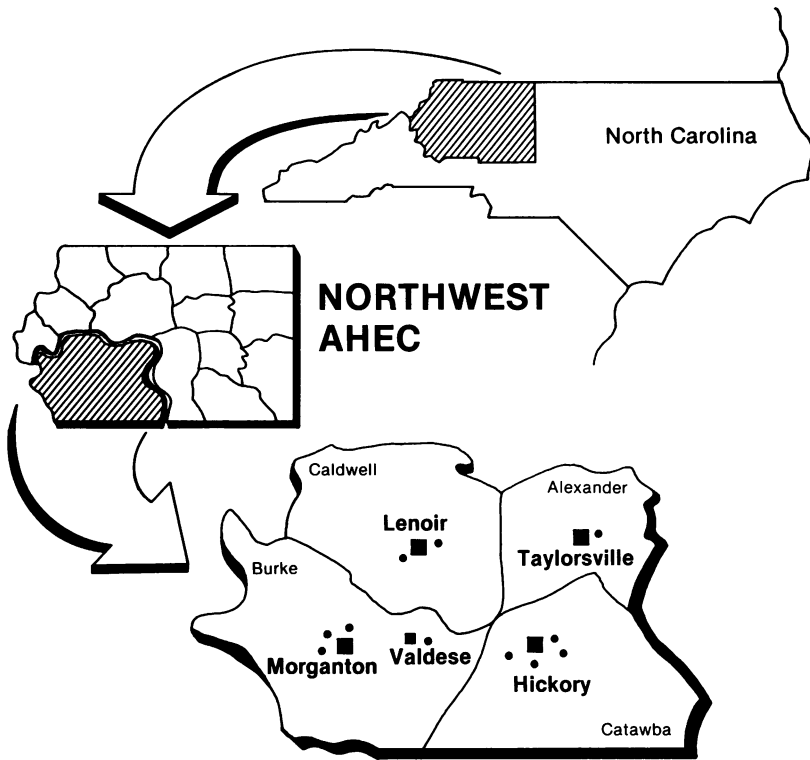 North Carolina
NORTHWEST
AHEC
Caldwell
Alexander
Lenoir
Taylorsville
Burke
Morganton
Valdese
Hickory
Catawba